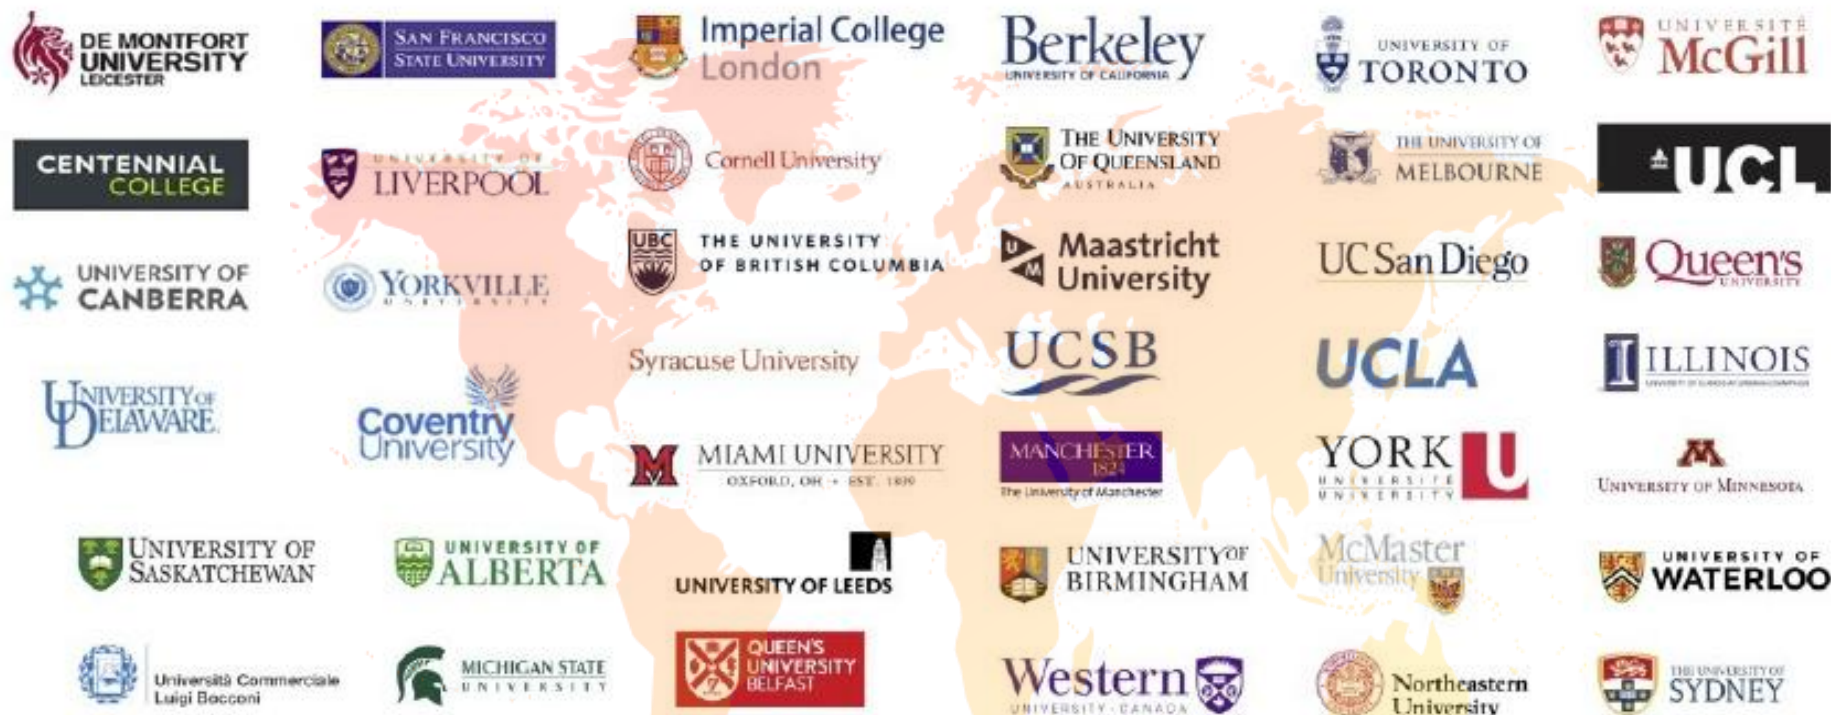 DE MONTFORT
UNIVERSITY
LEICESTER
SAN FRANCISCO
STATE UNIVERSITY
Imperial College
London
Berkeley
UNIVERSITY OF CALIFORNIA
UNIVERSITY OF
TORONTO
UNIVERSITÉ
McGill
CENTENNIAL
COLLEGE
UNIVERSITY OF
LIVERPOOL
Cornell University
THE UNIVERSITY
OF QUEENSLAND
AUSTRALIA
THE UNIVERSITY OF
MELBOURNE
UCL
UNIVERSITY OF
CANBERRA
YORKVILLE
UNIVERSITY
UBC
THE UNIVERSITY
OF BRITISH COLUMBIA
U
M
Maastricht
University
UC San Diego
Queen's
UNIVERSITY
UNIVERSITY OF
DELAWARE.
Coventry
University
Syracuse University
UCSB
UCLA
I
ILLINOIS
M
MIAMI UNIVERSITY
OXFORD, OH • EST. 1809
MANCHESTER
1824
The University of Manchester
YORK
UNIVERSITÉ
UNIVERSITY
U
M
UNIVERSITY OF MINNESOTA
UNIVERSITY OF
SASKATCHEWAN
UNIVERSITY OF
ALBERTA
UNIVERSITY OF LEEDS
UNIVERSITY OF
BIRMINGHAM
McMaster
University
UNIVERSITY OF
WATERLOO
Università Commerciale
Luigi Bocconi
MICHIGAN STATE
UNIVERSITY
QUEEN'S
UNIVERSITY
BELFAST
Western
UNIVERSITY · CANADA
Northeastern
University
THE UNIVERSITY OF
SYDNEY